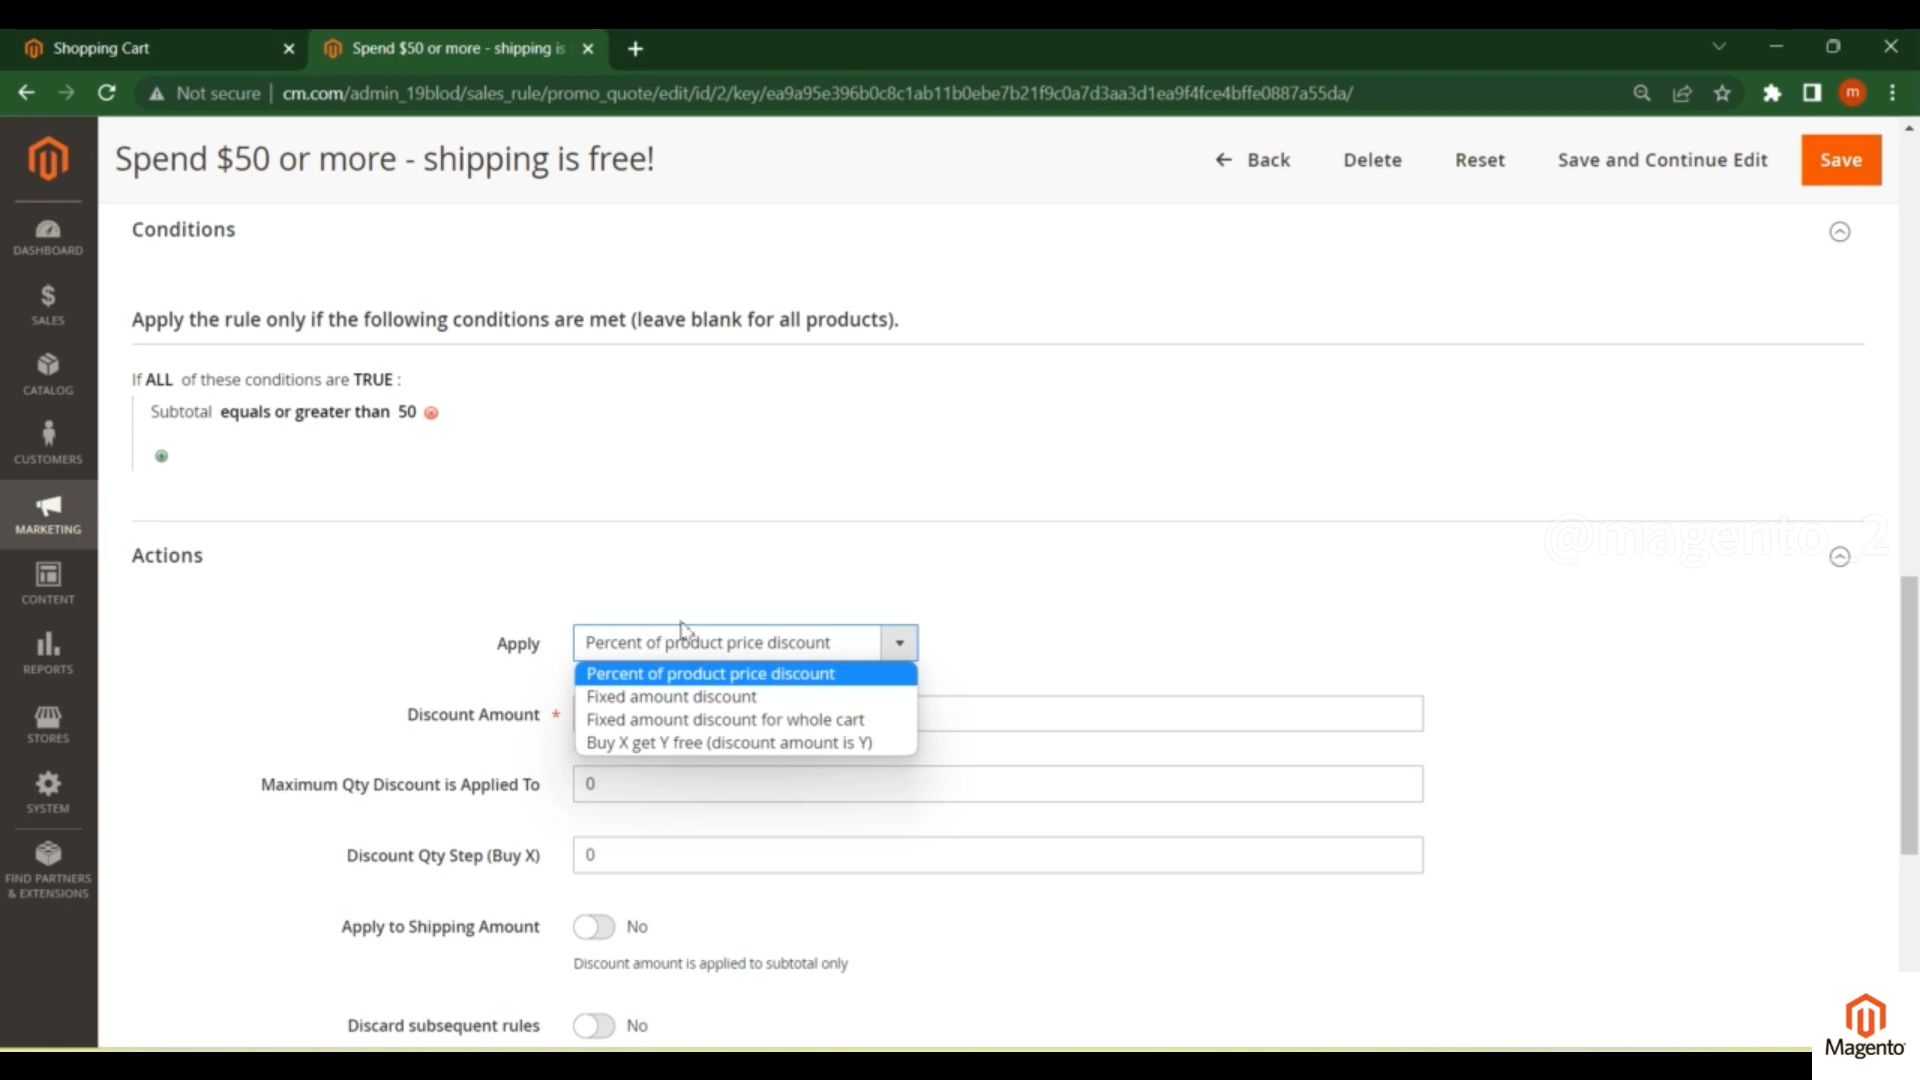 Shopping Cart
Spend $50 or more - shipping is
Not secure
cm.com/admin_19blod/sales_rule/promo_quote/edit/id/2/key/ea9a95e396b0c8c1ab11b0ebe7b21f9c0a7d3aa3d1ea9f4fce4bffe0887a55da/
m
Spend $50 or more - shipping is free!
Back
Delete
Reset
Save and Continue Edit
Save
DASHBOARD
SALES
CATALOG
CUSTOMERS
MARKETING
CONTENT
REPORTS
STORES
SYSTEM
FIND PARTNERS
& EXTENSIONS
Conditions
Apply the rule only if the following conditions are met (leave blank for all products).
If ALL of these conditions are TRUE :
Subtotal equals or greater than 50
@magento_2
Actions
Apply
Percent of product price discount
Percent of product price discount
Fixed amount discount
Fixed amount discount for whole cart
Buy X get Y free (discount amount is Y)
Discount Amount *
Maximum Qty Discount is Applied To
0
Discount Qty Step (Buy X)
0
Apply to Shipping Amount
No
Discount amount is applied to subtotal only
Discard subsequent rules
No
Magento